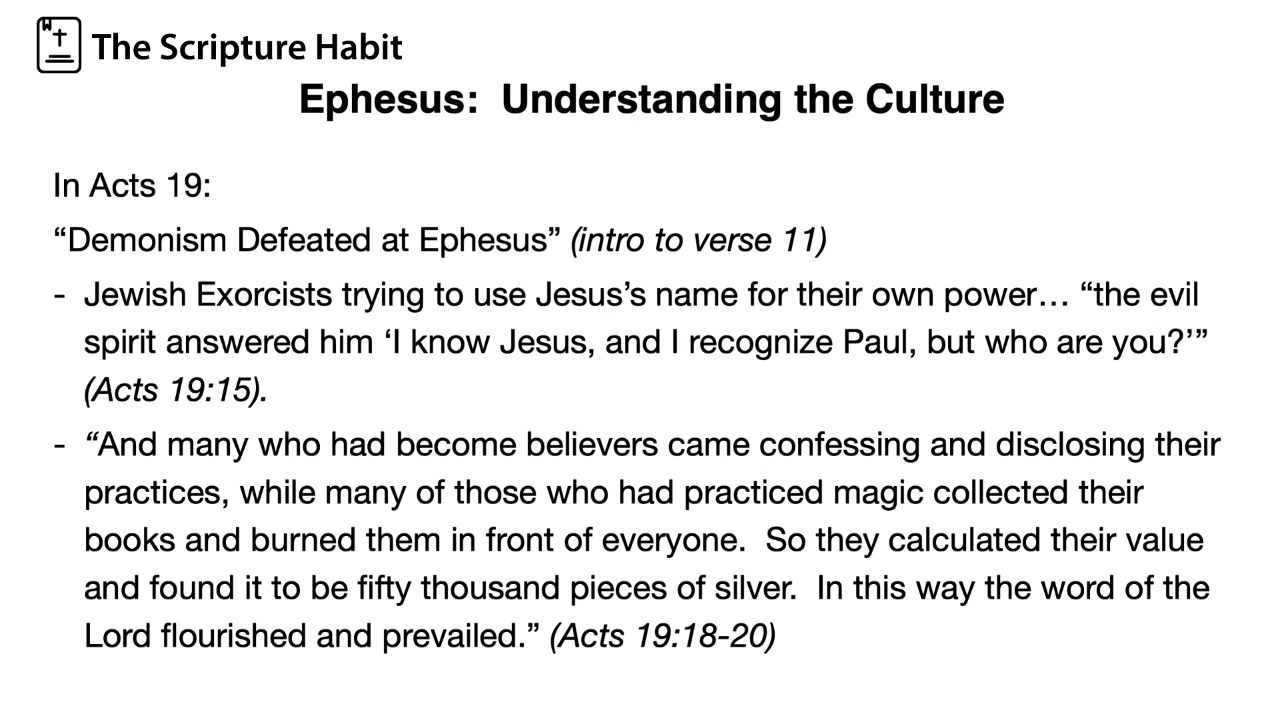 The Scripture Habit
Ephesus:  Understanding the Culture
In Acts 19:
“Demonism Defeated at Ephesus” (intro to verse 11)
- Jewish Exorcists trying to use Jesus’s name for their own power… “the evil
spirit answered him ‘I know Jesus, and I recognize Paul, but who are you?’”
(Acts 19:15).
- “And many who had become believers came confessing and disclosing their
practices, while many of those who had practiced magic collected their
books and burned them in front of everyone.  So they calculated their value
and found it to be fifty thousand pieces of silver.  In this way the word of the
Lord flourished and prevailed.” (Acts 19:18-20)